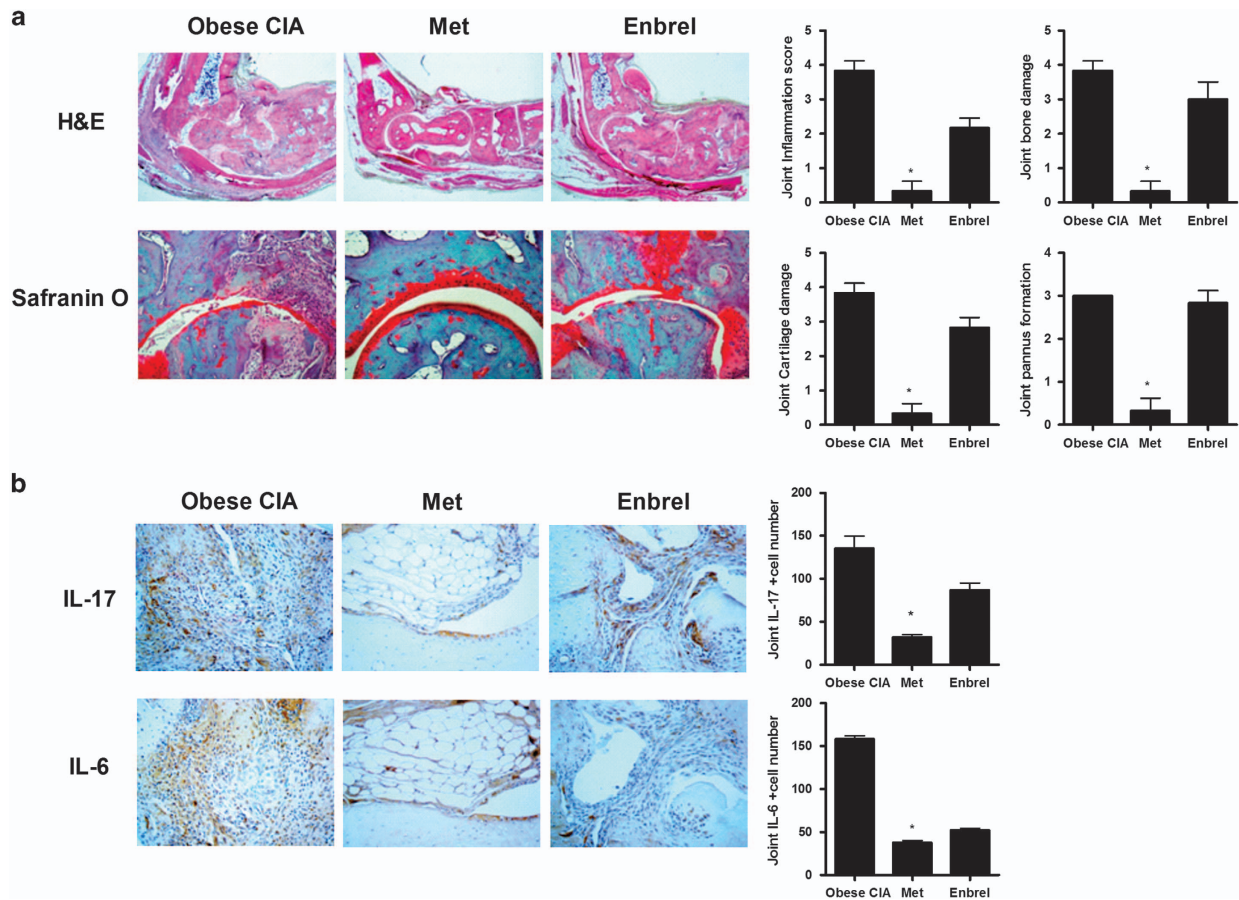 a
Obese CIA Met Enbrel
H&E
Safranin O
Joint Inflammation score
5
4
3
2
1
0
Obese CIA Met Enbrel
*
Joint bone damage
5
4
3
2
1
0
Obese CIA Met Enbrel
*
Joint Cartilage damage
5
4
3
2
1
0
Obese CIA Met Enbrel
*
Joint pannus formation
4
3
2
1
0
Obese CIA Met Enbrel
*
b
Obese CIA Met Enbrel
IL-17
IL-6
Joint IL-17 +cell number
200
150
100
50
0
Obese CIA Met Enbrel
*
Joint IL-6 +cell number
200
150
100
50
0
Obese CIA Met Enbrel
*